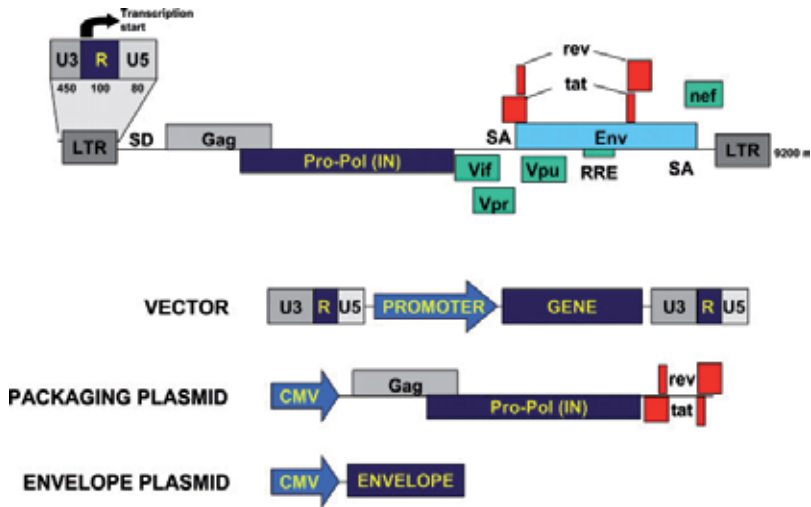 Transcription
start
U3 R U5
450 100 80
rev
tat
nef
LTR SD Gag SA Env LTR 9200 m
Pro-Pol (IN)
Vif Vpu RRE SA
Vpr
VECTOR U3 R U5 PROMOTER GENE U3 R U5
PACKAGING PLASMID CMV Gag Pro-Pol (IN) rev tat
ENVELOPE PLASMID CMV ENVELOPE